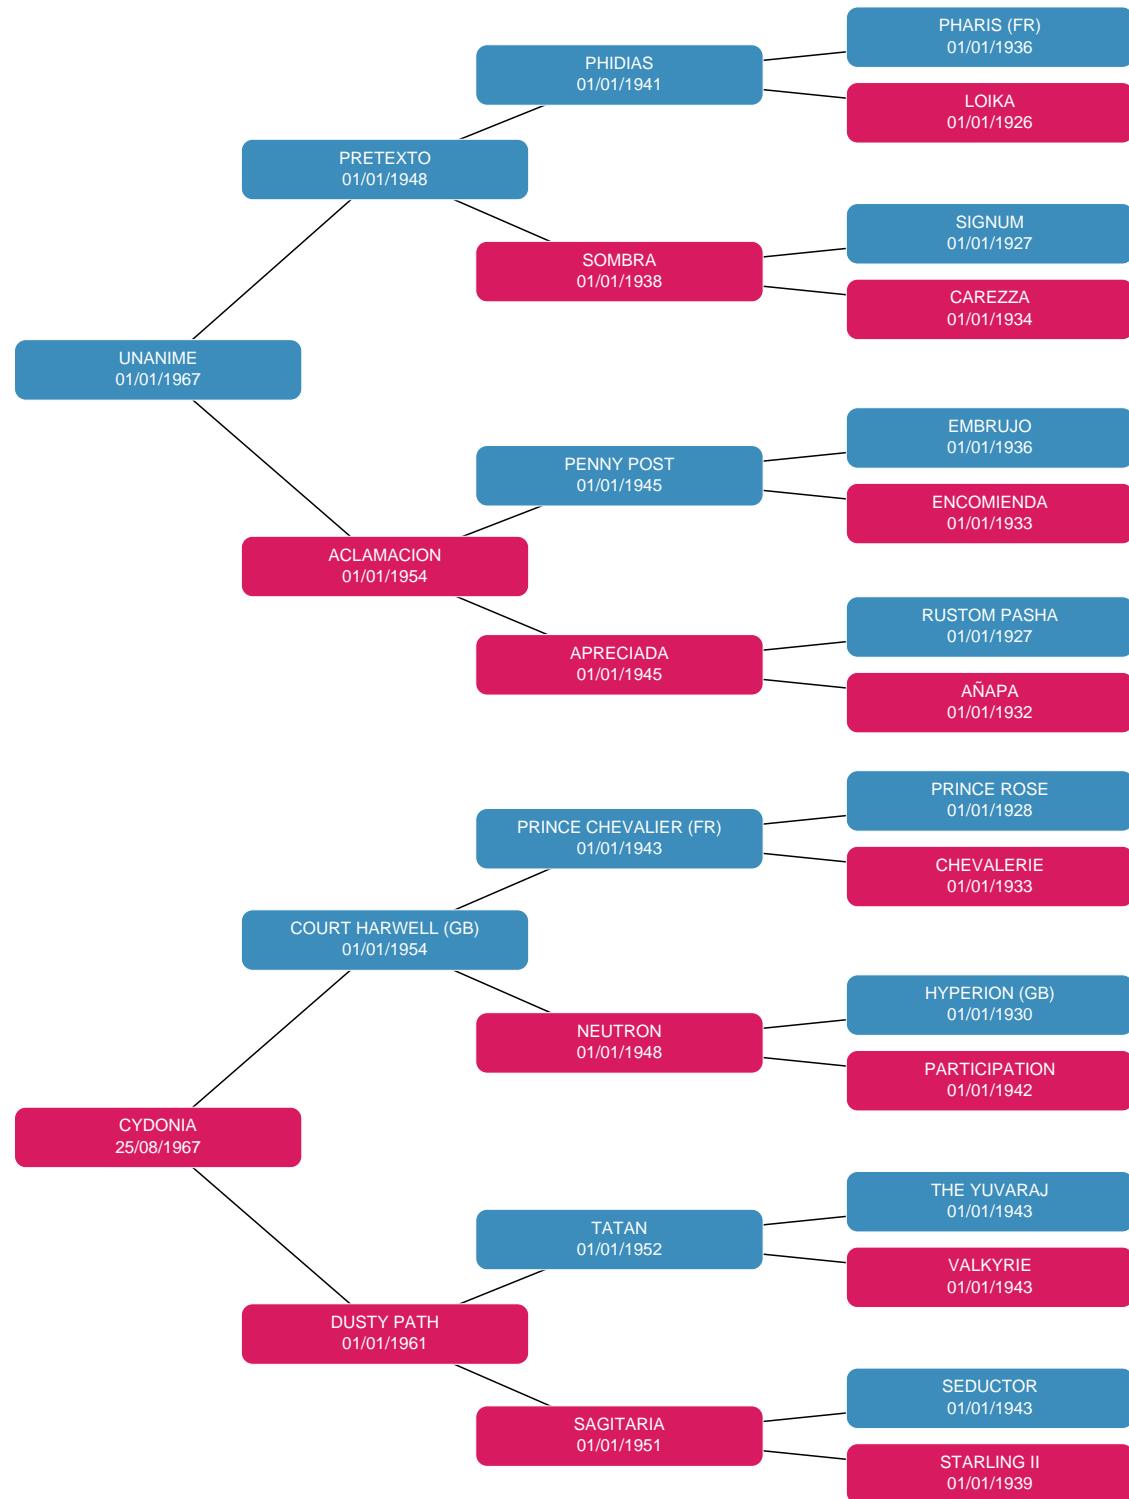 PHARIS (FR)
01/01/1936
PHIDIAS
01/01/1941
LOIKA
01/01/1926
PRETEXTO
01/01/1948
SIGNUM
01/01/1927
SOMBRA
01/01/1938
CAREZZA
01/01/1934
UNANIME
01/01/1967
EMBRUJO
01/01/1936
PENNY POST
01/01/1945
ENCOMIENDA
01/01/1933
ACLAMACION
01/01/1954
RUSTOM PASHA
01/01/1927
APRECIADA
01/01/1945
AÑAPA
01/01/1932
PRINCE ROSE
01/01/1928
PRINCE CHEVALIER (FR)
01/01/1943
CHEVALERIE
01/01/1933
COURT HARWELL (GB)
01/01/1954
HYPERION (GB)
01/01/1930
NEUTRON
01/01/1948
PARTICIPATION
01/01/1942
CYDONIA
25/08/1967
THE YUVARAJ
01/01/1943
TATAN
01/01/1952
VALKYRIE
01/01/1943
DUSTY PATH
01/01/1961
SEDUCTOR
01/01/1943
SAGITARIA
01/01/1951
STARLING II
01/01/1939